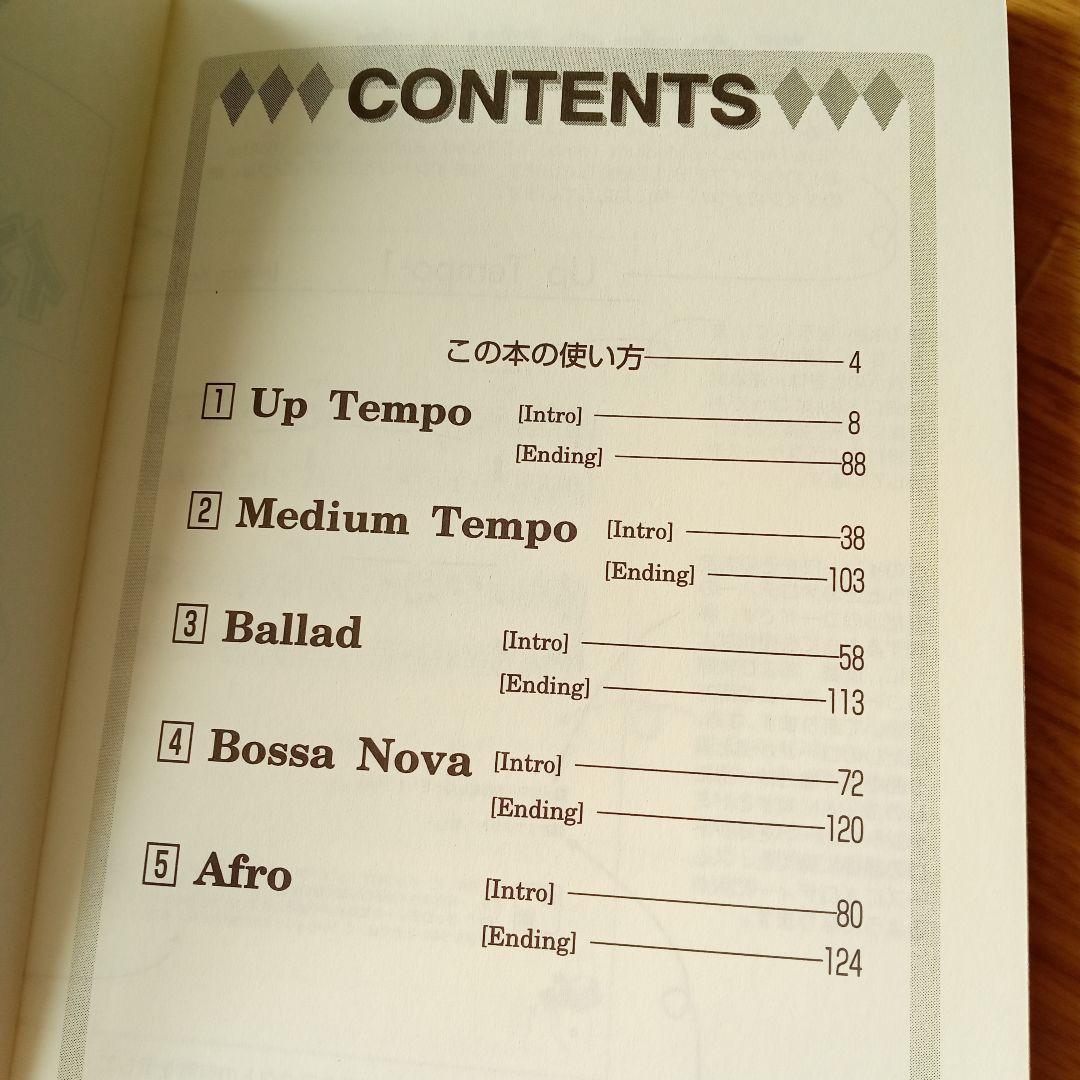 CONTENTS
この本の使い方 4
1 Up Tempo [Intro] 8
[Ending] 88
2 Medium Tempo [Intro] 38
[Ending] 103
3 Ballad [Intro] 58
[Ending] 113
4 Bossa Nova [Intro] 72
[Ending] 120
5 Afro [Intro] 80
[Ending] 124